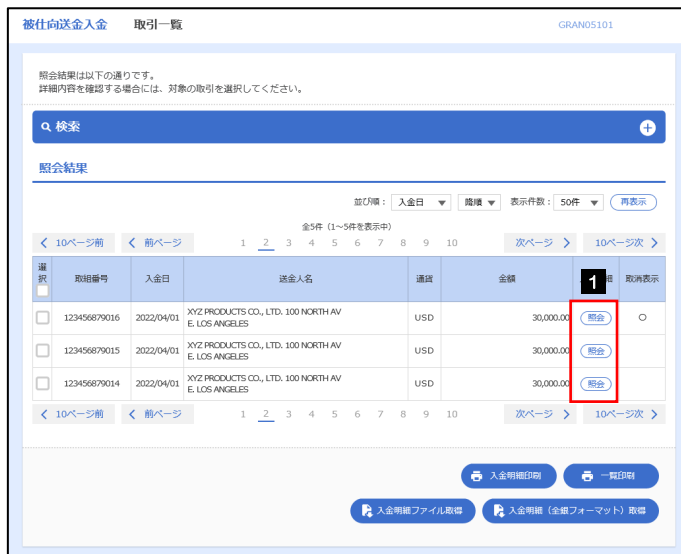 被仕向送金入金 取引一覧 GRAN05101
照会結果は以下の通りです。
詳細内容を確認する場合には、対象の取引を選択してください。
検索
照会結果
並び順： 入金日 降順 表示件数： 50件 再表示
全5件（1～5件を表示中）
10ページ前 前ページ 1 2 3 4 5 6 7 8 9 10 次ページ 10ページ次
選択 取組番号 入金日 送金人名 通貨 金額 1 細 取消表示
123456879016 2022/04/01 XYZ PRODUCTS CO., LTD. 100 NORTH AV
E. LOS ANGELES USD 30,000.00 照会 ○
123456879015 2022/04/01 XYZ PRODUCTS CO., LTD. 100 NORTH AV
E. LOS ANGELES USD 30,000.00 照会
123456879014 2022/04/01 XYZ PRODUCTS CO., LTD. 100 NORTH AV
E. LOS ANGELES USD 30,000.00 照会
10ページ前 前ページ 1 2 3 4 5 6 7 8 9 10 次ページ 10ページ次
入金明細印刷 一覧印刷
入金明細ファイル取得 入金明細（全銀フォーマット）取得